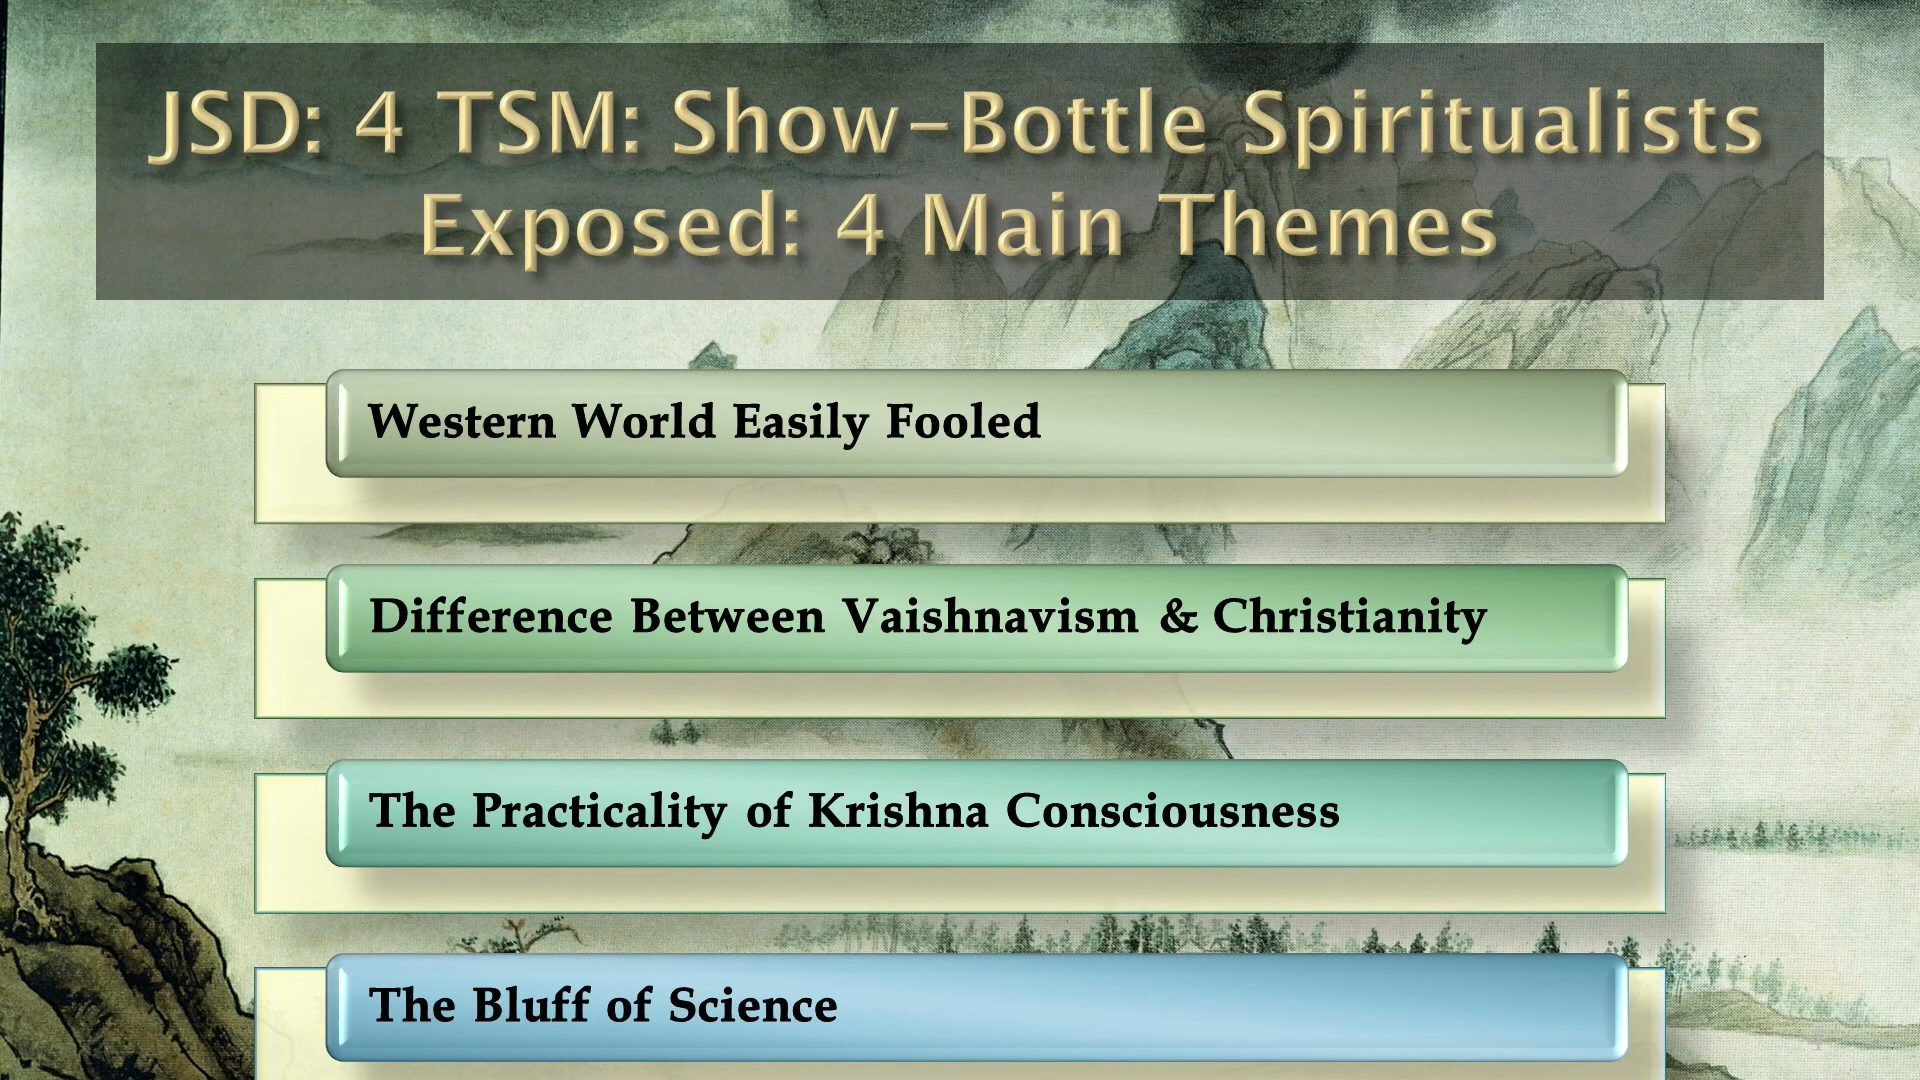 JSD: 4 TSM: Show-Bottle Spiritualists
Exposed: 4 Main Themes
Western World Easily Fooled
Difference Between Vaishnavism & Christianity
The Practicality of Krishna Consciousness
The Bluff of Science